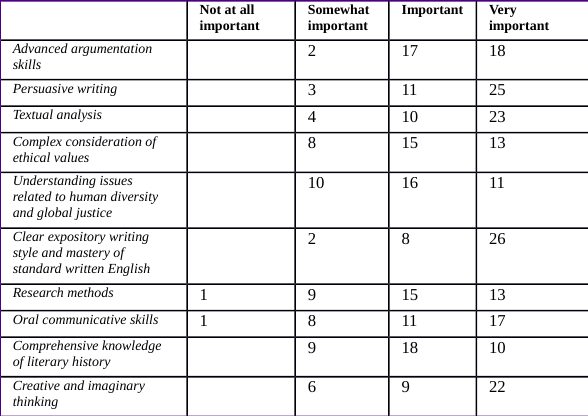 Not at all important Somewhat important Important Very important
Advanced argumentation skills 2 17 18
Persuasive writing 3 11 25
Textual analysis 4 10 23
Complex consideration of ethical values 8 15 13
Understanding issues related to human diversity and global justice 10 16 11
Clear expository writing style and mastery of standard written English 2 8 26
Research methods 1 9 15 13
Oral communicative skills 1 8 11 17
Comprehensive knowledge of literary history 9 18 10
Creative and imaginary thinking 6 9 22